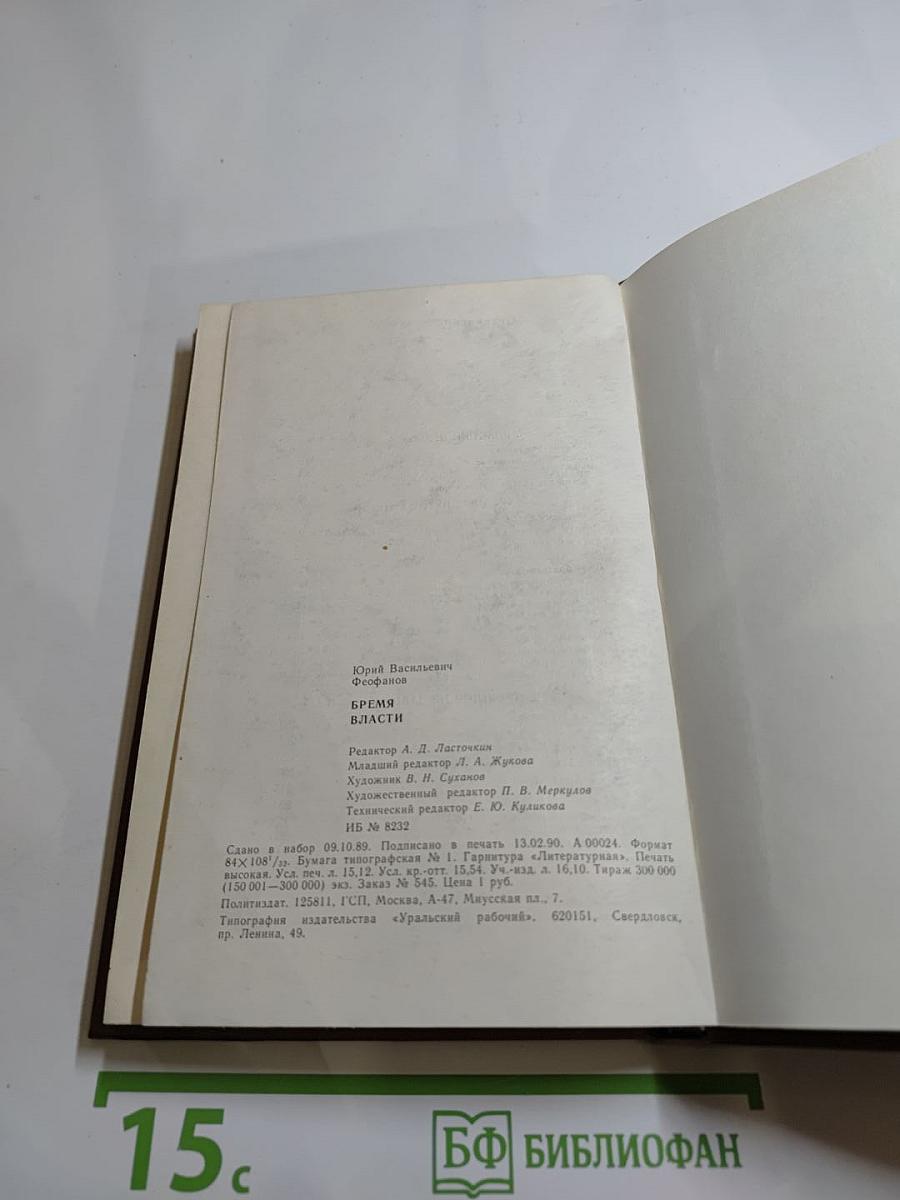 Юрий Васильевич
Феофанов
БРЕМЯ
ВЛАСТИ
Редактор А. Д. Ласточкин
Младший редактор Л. А. Жукова
Художник В. Н. Суханов
Художественный редактор П. В. Меркулов
Технический редактор Е. Ю. Куликова
ИБ № 8232
Сдано в набор 09.10.89. Подписано в печать 13.02.90. А 00024. Формат
84×108¹/₃₂. Бумага типографская № 1. Гарнитура «Литературная». Печать
высокая. Усл. печ. л. 15,12. Усл. кр.-отт. 15,54. Уч.-изд. л. 16,10. Тираж 300 000
(150 001—300 000) экз. Заказ № 545. Цена 1 руб.
Политиздат. 125811, ГСП, Москва, А-47, Миусская пл., 7.
Типография издательства «Уральский рабочий». 620151, Свердловск,
пр. Ленина, 49.
15 с
БФ БИБЛИОФАН